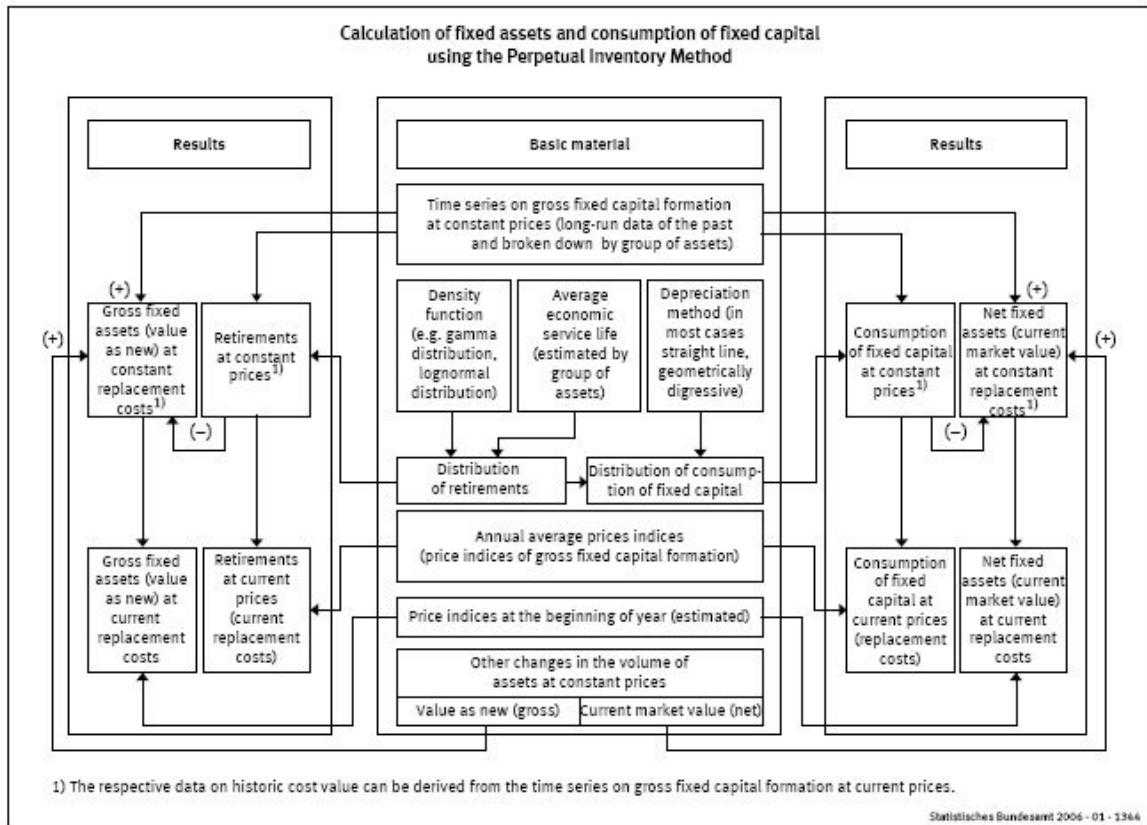 Calculation of fixed assets and consumption of fixed capital
using the Perpetual Inventory Method
Results
Basic material
Results
Time series on gross fixed capital formation
at constant prices (long-run data of the past
and broken down by group of assets)
(+)
Gross fixed
assets (value
as new) at
constant
replacement
costs1)
(+)
Retirements
at constant
prices1)
(−)
Density
function
(e.g. gamma
distribution,
lognormal
distribution)
Average
economic
service life
(estimated by
group of
assets)
Depreciation
method (in
most cases
straight line,
geometrically
digressive)
Consumption
of fixed capital
at constant
prices1)
(+)
Net fixed
assets (current
market value)
at constant
replacement
costs1)
(+)
(−)
Distribution
of retirements
Distribution of consump-
tion of fixed capital
Annual average prices indices
(price indices of gross fixed capital formation)
Gross fixed
assets (value
as new) at
current
replacement
costs
Retirements
at current
prices
(current
replacement
costs)
Price indices at the beginning of year (estimated)
Consumption
of fixed
capital at
current prices
(replacement
costs)
Net fixed
assets (current
market value)
at current
replacement
costs
Other changes in the volume of
assets at constant prices
Value as new (gross)
Current market value (net)
1) The respective data on historic cost value can be derived from the time series on gross fixed capital formation at current prices.
Statistisches Bundesamt 2006 - 01 - 1344